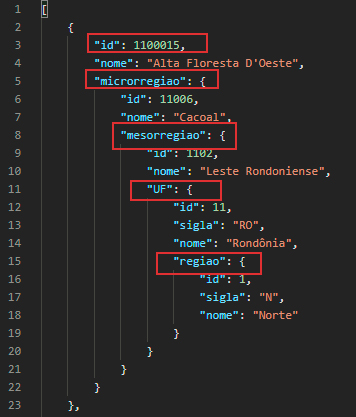 1 [
2 {
3 "id": 1100015,
4 "nome": "Alta Floresta D'Oeste",
5 "microrregiao": {
6 "id": 11006,
7 "nome": "Cacoal",
8 "mesorregiao": {
9 "id": 1102,
10 "nome": "Leste Rondoniense",
11 "UF": {
12 "id": 11,
13 "sigla": "RO",
14 "nome": "Rondônia",
15 "regiao": {
16 "id": 1,
17 "sigla": "N",
18 "nome": "Norte"
19 }
20 }
21 }
22 }
23 },